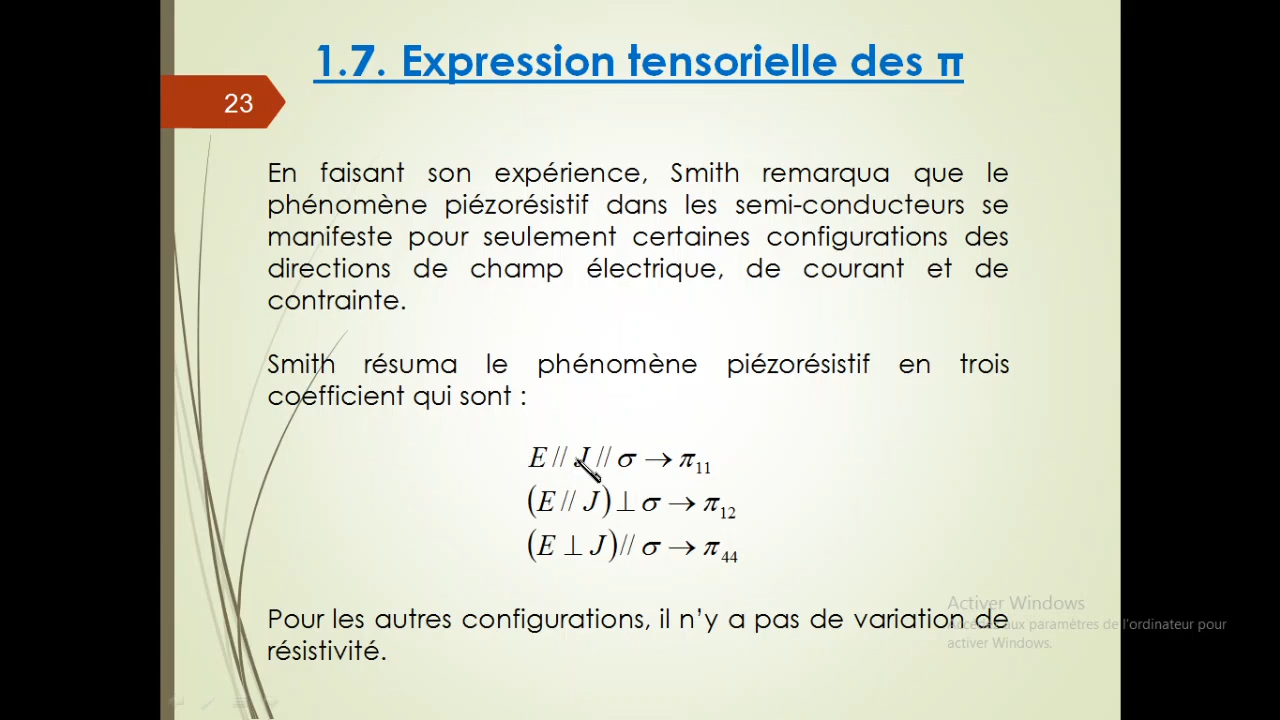 1.7. Expression tensorielle des π
23
En faisant son expérience, Smith remarqua que le
phénomène piézorésistif dans les semi-conducteurs se
manifeste pour seulement certaines configurations des
directions de champ électrique, de courant et de
contrainte.
Smith résuma le phénomène piézorésistif en trois
coefficient qui sont :
E // J // σ → π₁₁
(E // J) ⊥ σ → π₁₂
(E ⊥ J) // σ → π₄₄
Pour les autres configurations, il n'y a pas de variation de
résistivité.
Activer Windows
Accédez aux paramètres de l'ordinateur pour
activer Windows.